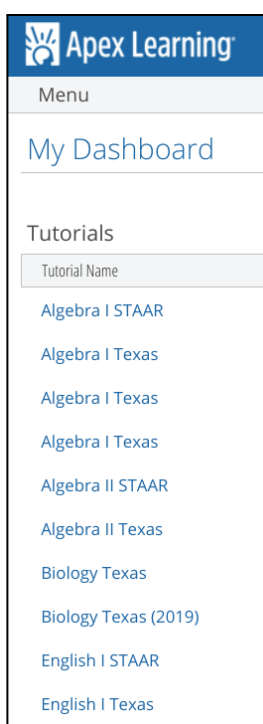 Apex Learning
Menu
My Dashboard
Tutorials
Tutorial Name
Algebra I STAAR
Algebra I Texas
Algebra I Texas
Algebra I Texas
Algebra II STAAR
Algebra II Texas
Biology Texas
Biology Texas (2019)
English I STAAR
English I Texas